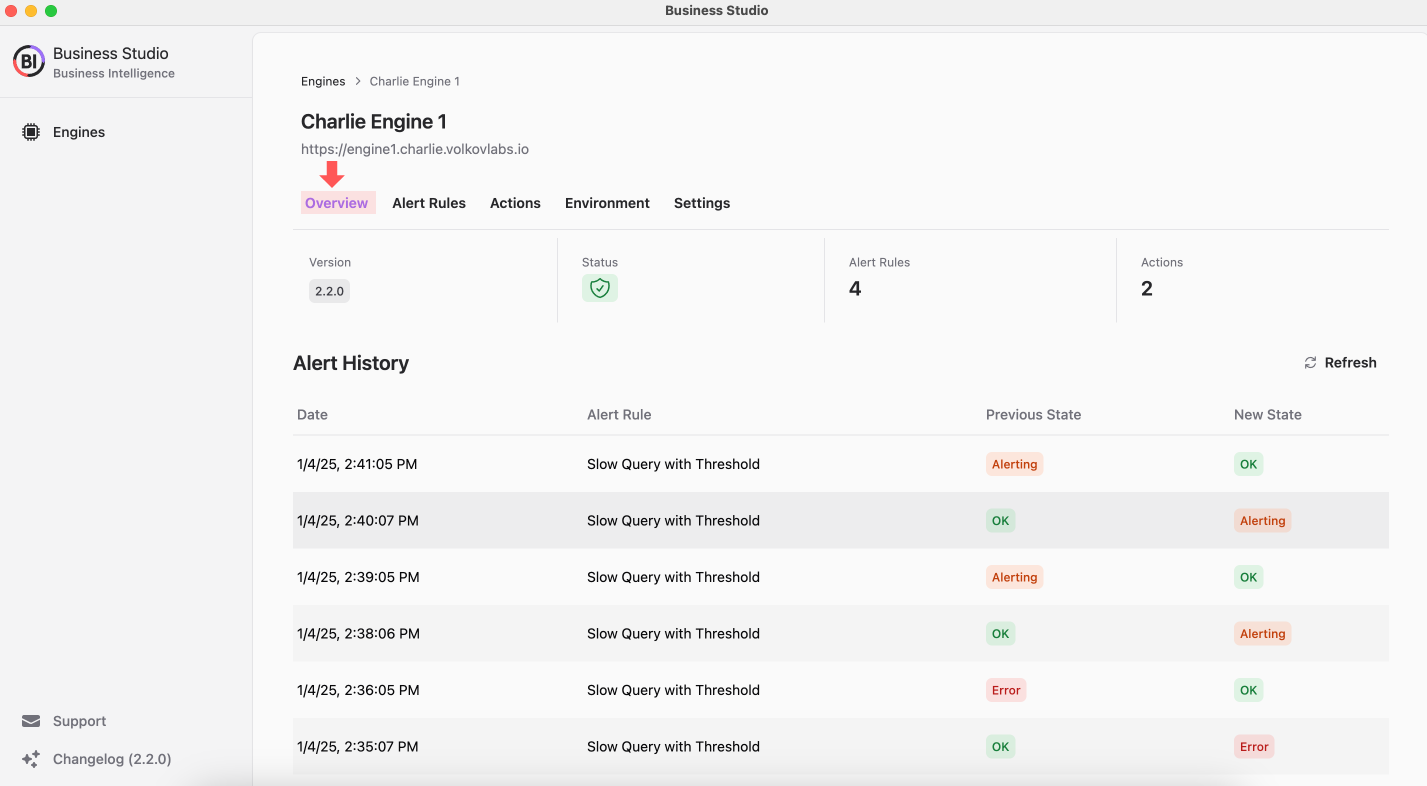 Business Studio
BI
Business Studio
Business Intelligence
Engines
Engines > Charlie Engine 1
Charlie Engine 1
https://engine1.charlie.volkovlabs.io
Overview Alert Rules Actions Environment Settings
Version Status Alert Rules Actions
2.2.0 4 2
Alert History Refresh
Date Alert Rule Previous State New State
1/4/25, 2:41:05 PM Slow Query with Threshold Alerting OK
1/4/25, 2:40:07 PM Slow Query with Threshold OK Alerting
1/4/25, 2:39:05 PM Slow Query with Threshold Alerting OK
1/4/25, 2:38:06 PM Slow Query with Threshold OK Alerting
1/4/25, 2:36:05 PM Slow Query with Threshold Error OK
1/4/25, 2:35:07 PM Slow Query with Threshold OK Error
Support
Changelog (2.2.0)